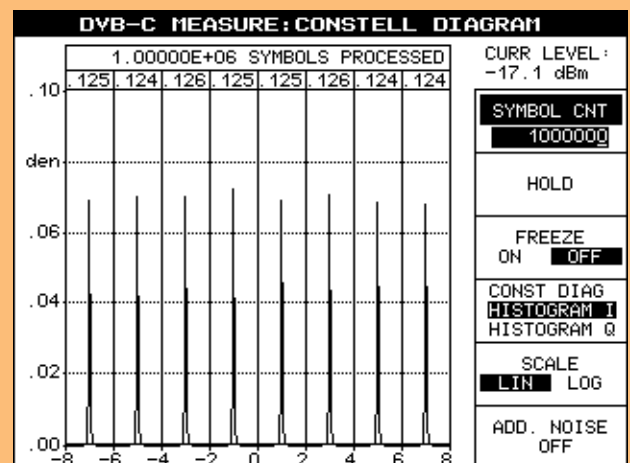 DVB-C MEASURE:CONSTELL DIAGRAM
1.00000E+06 SYMBOLS PROCESSED
.125 .124 .126 .125 .125 .126 .124 .124
.10
den
.06
.04
.02
.00
-8 -6 -4 -2 0 2 4 6 8
CURR LEVEL:
-17.1 dBm
SYMBOL CNT
1000000
HOLD
FREEZE
ON OFF
CONST DIAG
HISTOGRAM I
HISTOGRAM Q
SCALE
LIN LOG
ADD. NOISE
OFF